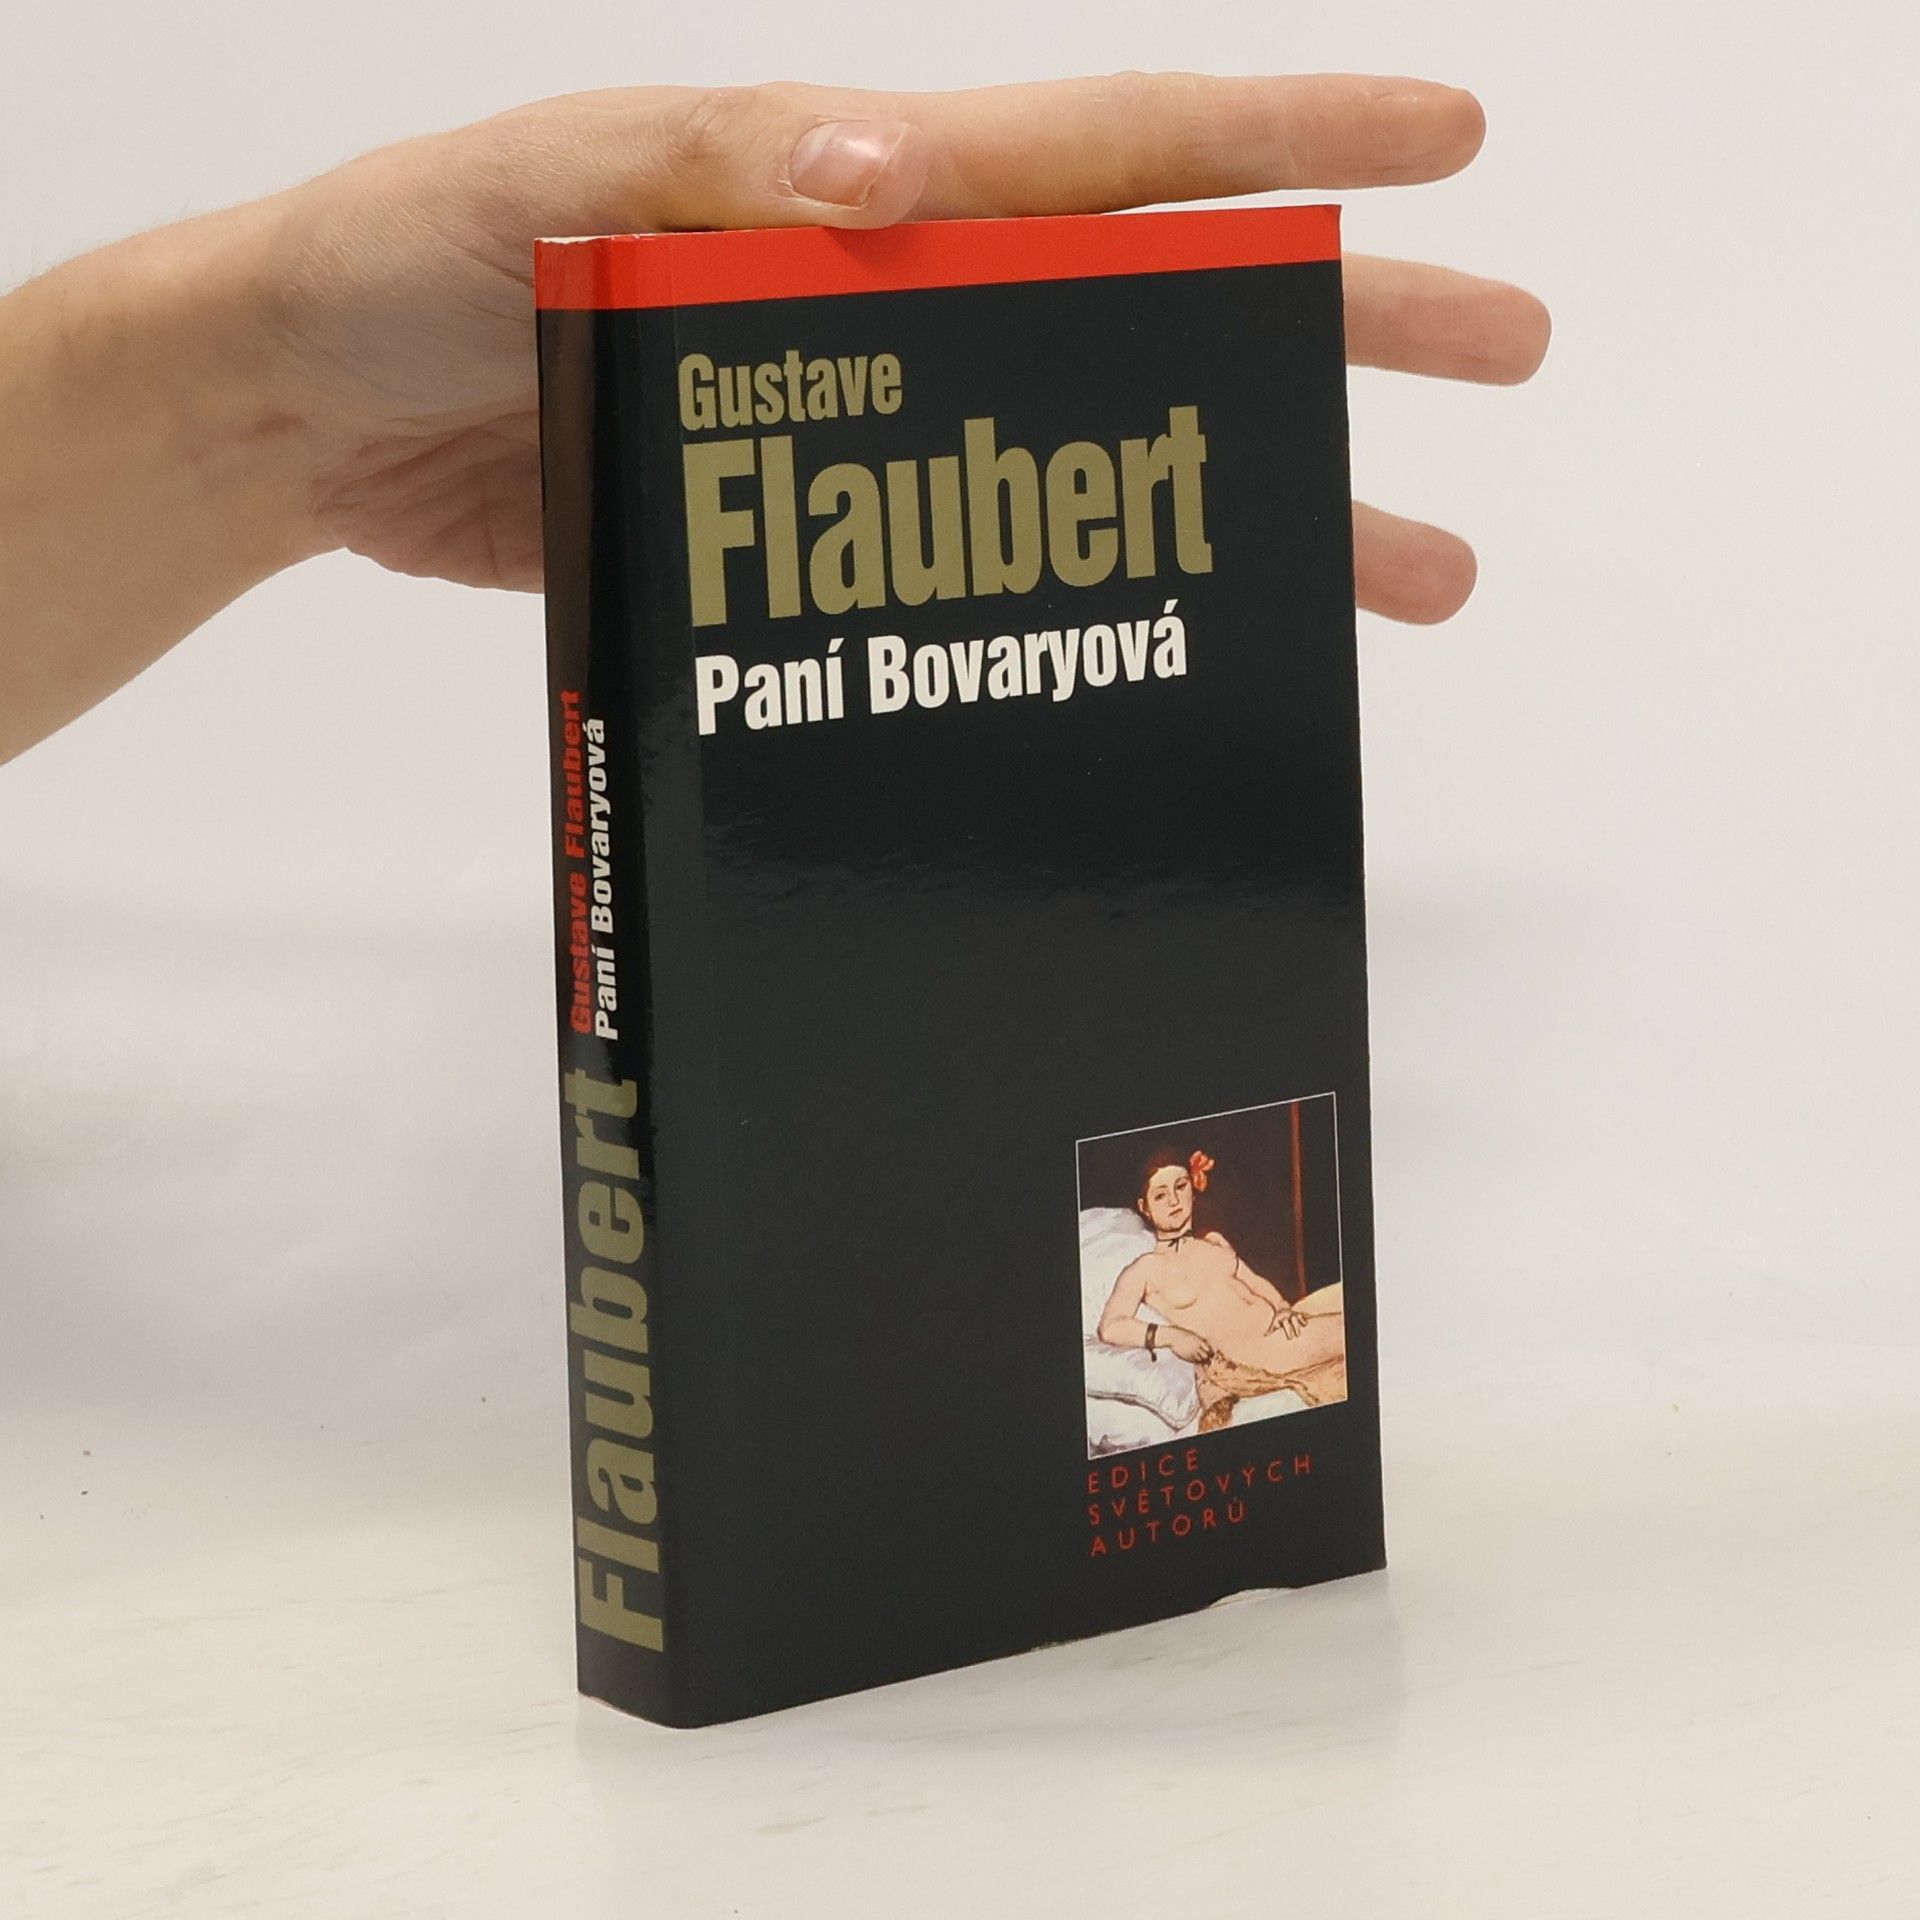 Gustave
Flaubert
Paní Bovaryová
EDICE
SVĚTOVÝCH
AUTORŮ
Gustave Flaubert
Paní Bovaryová
Flaubert